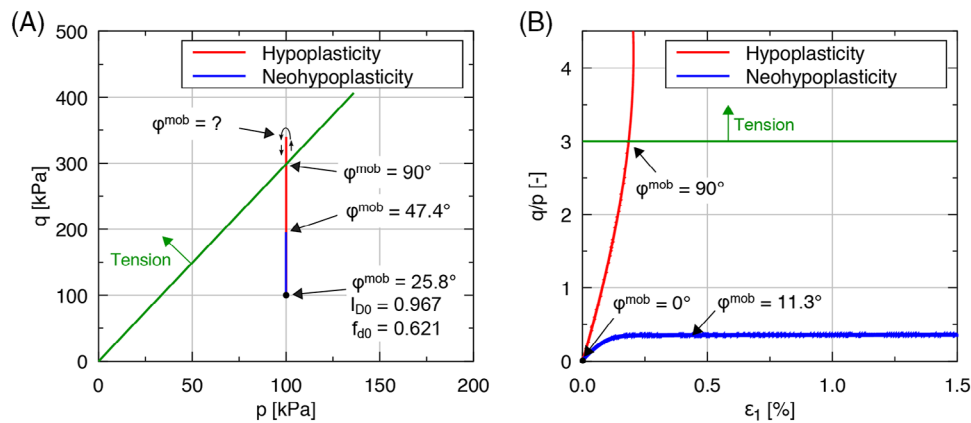 (A)
500
400
300
200
100
0
q [kPa]
Hypoplasticity
Neohypoplasticity
φᵐᵒᵇ = ?
φᵐᵒᵇ = 90°
φᵐᵒᵇ = 47.4°
Tension
φᵐᵒᵇ = 25.8°
I_D0 = 0.967
f_d0 = 0.621
0
50
100
150
200
p [kPa]
(B)
4
3
2
1
0
q/p [-]
Hypoplasticity
Neohypoplasticity
Tension
φᵐᵒᵇ = 90°
φᵐᵒᵇ = 0°
φᵐᵒᵇ = 11.3°
0.0
0.5
1.0
1.5
ε₁ [%]